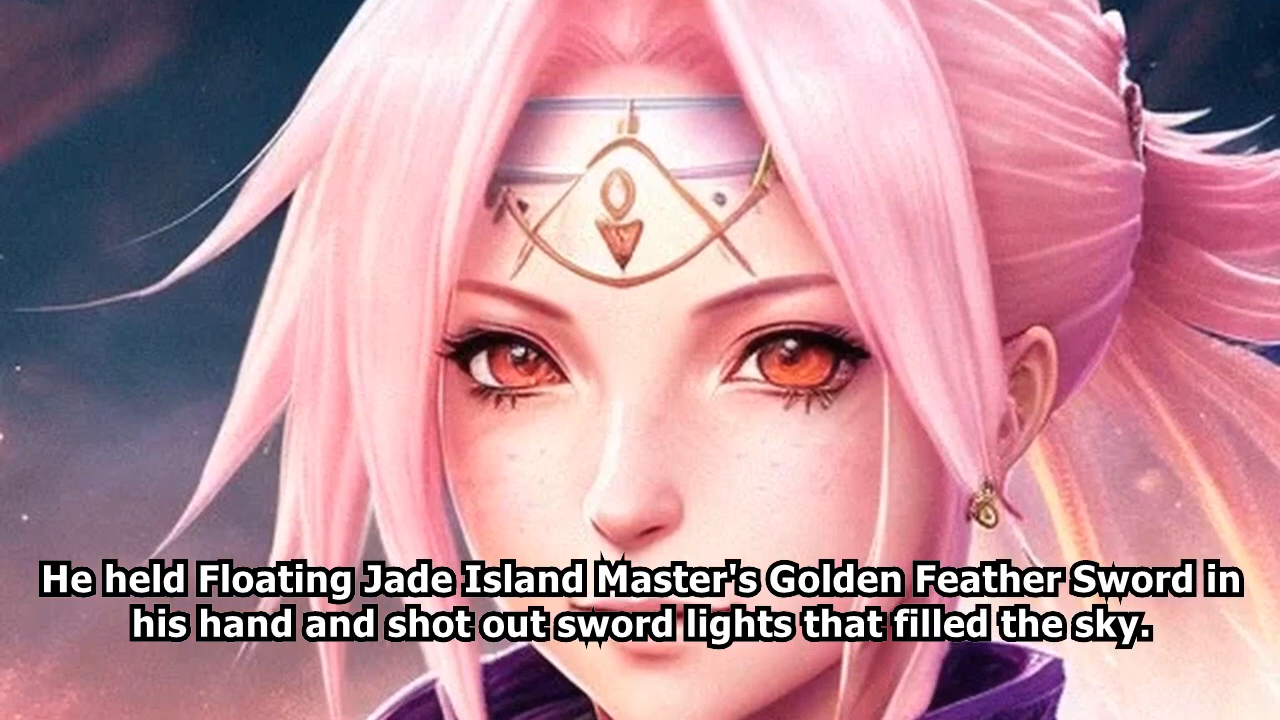 He held Floating Jade Island Master's Golden Feather Sword in
his hand and shot out sword lights that filled the sky.